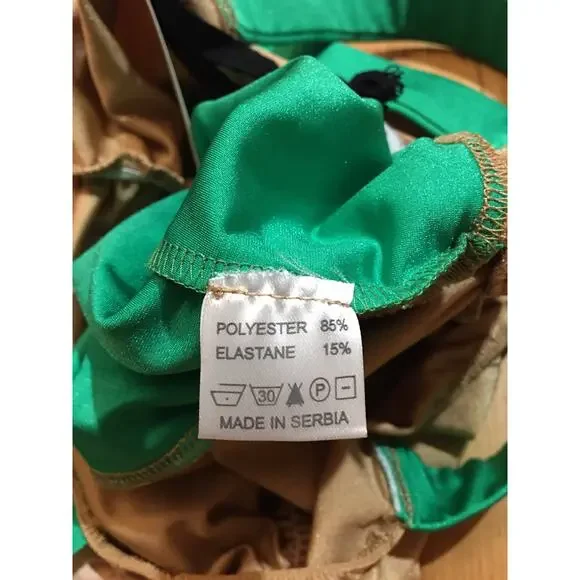 POLYESTER 85%
ELASTANE 15%
30 P
MADE IN SERBIA